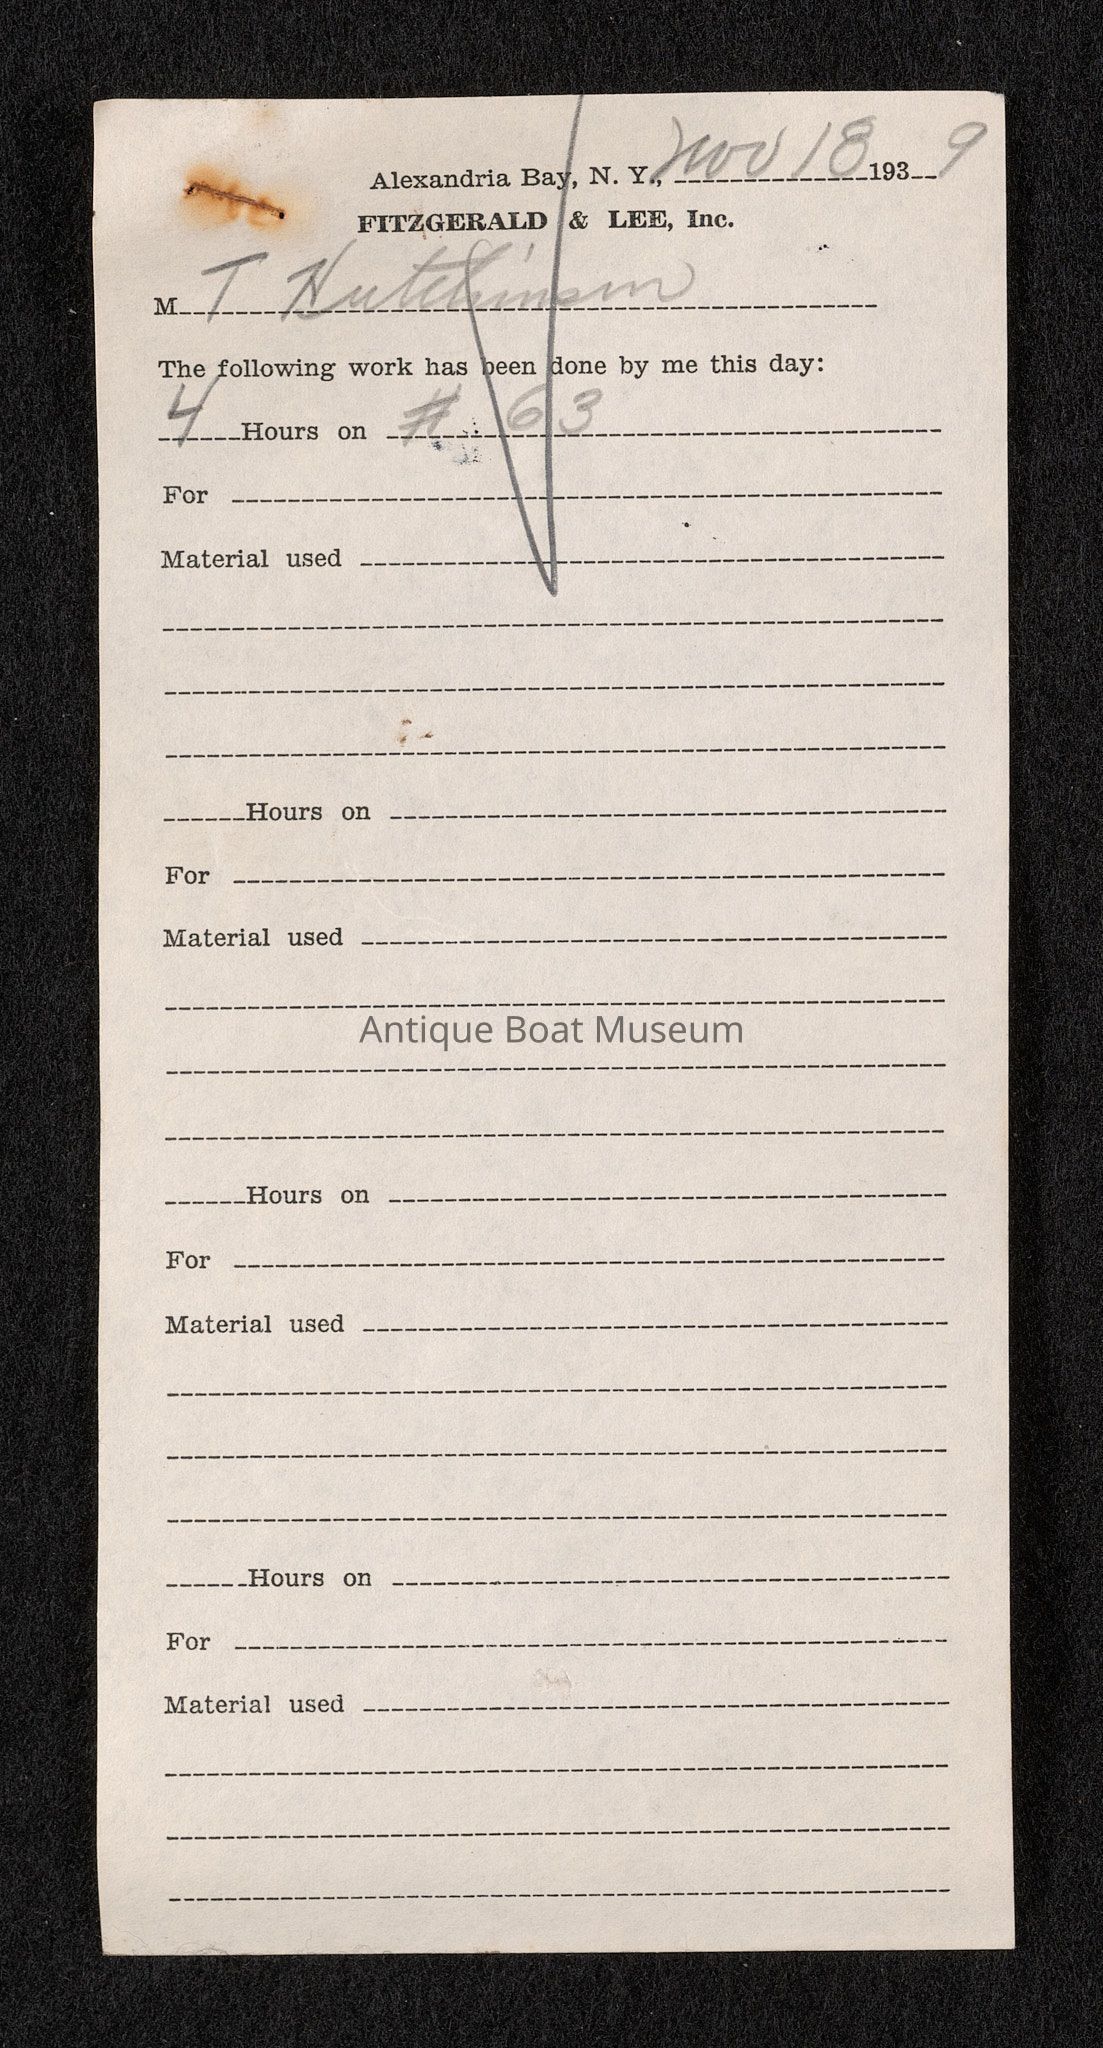 Alexandria Bay, N. Y., Nov 18 1939
FITZGERALD & LEE, Inc.
M T Hutchinson
The following work has been done by me this day:
4 Hours on # 63
For
Material used
Hours on
For
Material used
Antique Boat Museum
Hours on
For
Material used
Hours on
For
Material used